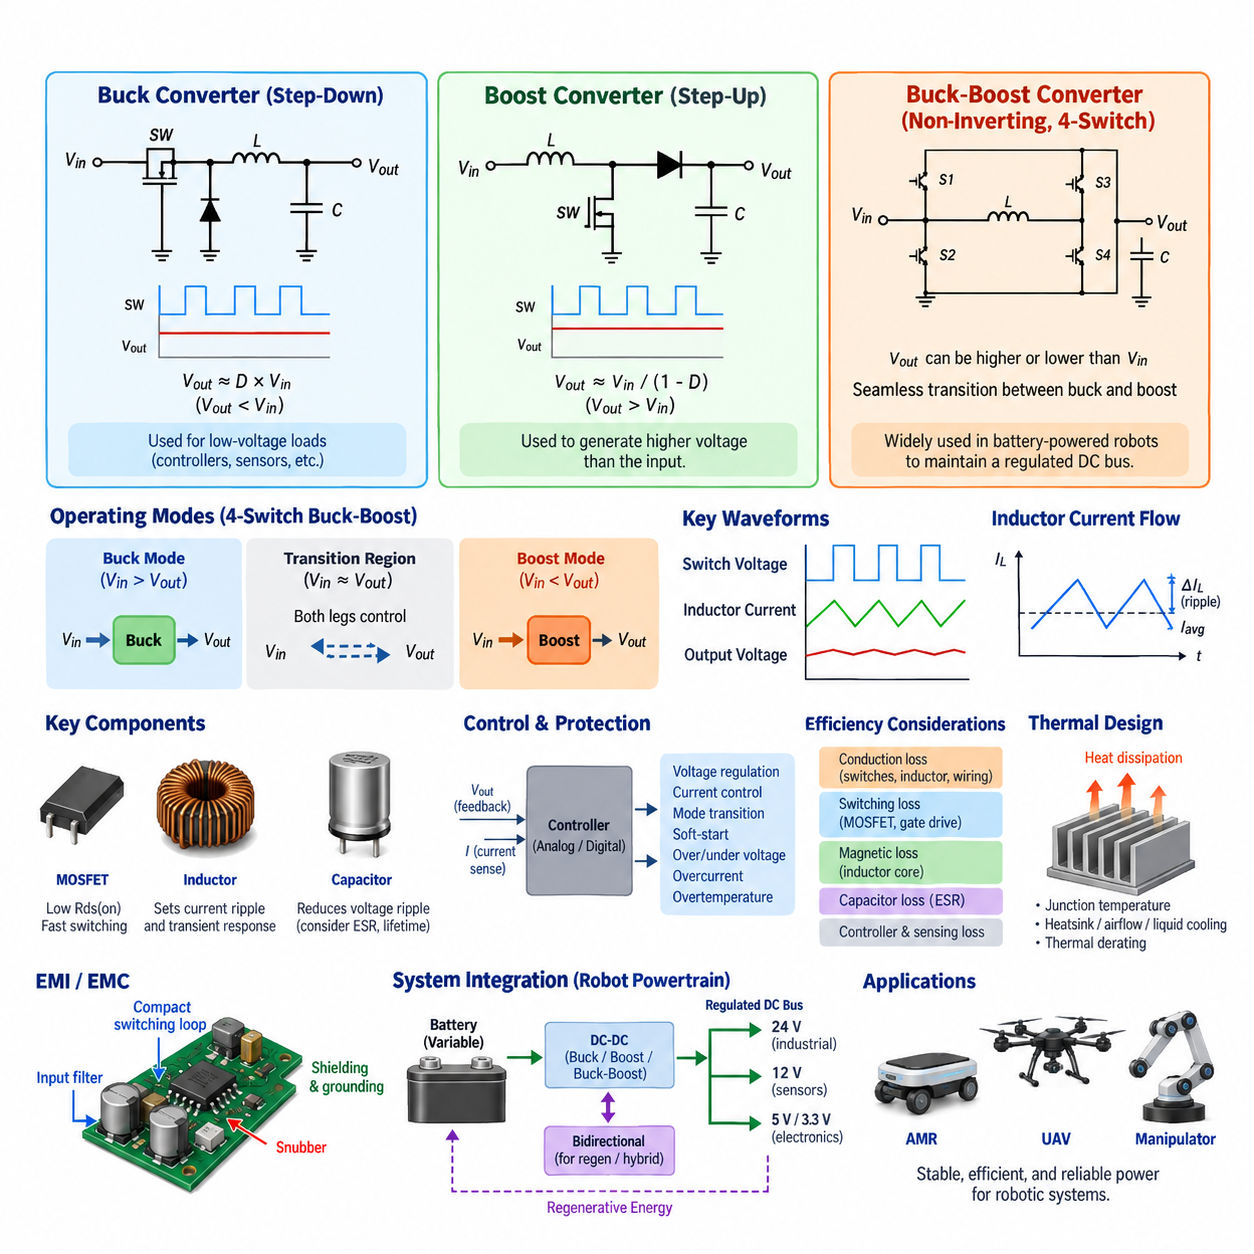 Buck Converter (Step-Down)
SW
L
Vin
Vout
C
SW
Vout
Vout ≈ D × Vin
(Vout < Vin)
Used for low-voltage loads
(controllers, sensors, etc.)
Boost Converter (Step-Up)
L
Vin
Vout
SW
C
SW
Vout
Vout ≈ Vin / (1 - D)
(Vout > Vin)
Used to generate higher voltage
than the input.
Buck-Boost Converter
(Non-Inverting, 4-Switch)
S1
S3
L
Vin
Vout
S2
S4
C
Vout can be higher or lower than Vin
Seamless transition between buck and boost
Widely used in battery-powered robots
to maintain a regulated DC bus.
Operating Modes (4-Switch Buck-Boost)
Buck Mode
(Vin > Vout)
Vin
Buck
Vout
Transition Region
(Vin ≈ Vout)
Both legs control
Vin
Vout
Boost Mode
(Vin < Vout)
Vin
Boost
Vout
Key Waveforms
Switch Voltage
Inductor Current
Output Voltage
Inductor Current Flow
IL
ΔIL
(ripple)
Iavg
t
Key Components
MOSFET
Low Rds(on)
Fast switching
Inductor
Sets current ripple
and transient response
Capacitor
Reduces voltage ripple
(consider ESR, lifetime)
Control & Protection
Vout
(feedback)
I (current
sense)
Controller
(Analog / Digital)
Voltage regulation
Current control
Mode transition
Soft-start
Over/under voltage
Overcurrent
Overtemperature
Efficiency Considerations
Conduction loss
(switches, inductor, wiring)
Switching loss
(MOSFET, gate drive)
Magnetic loss
(inductor core)
Capacitor loss (ESR)
Controller & sensing loss
Thermal Design
Heat dissipation
• Junction temperature
• Heatsink / airflow / liquid cooling
• Thermal derating
EMI / EMC
Compact
switching loop
Input filter
Shielding
& grounding
Snubber
System Integration (Robot Powertrain)
Battery
(Variable)
DC-DC
(Buck / Boost /
Buck-Boost)
Bidirectional
(for regen / hybrid)
Regulated DC Bus
24 V
(industrial)
12 V
(sensors)
5 V / 3.3 V
(electronics)
Regenerative Energy
Applications
AMR
UAV
Manipulator
Stable, efficient, and reliable power
for robotic systems.